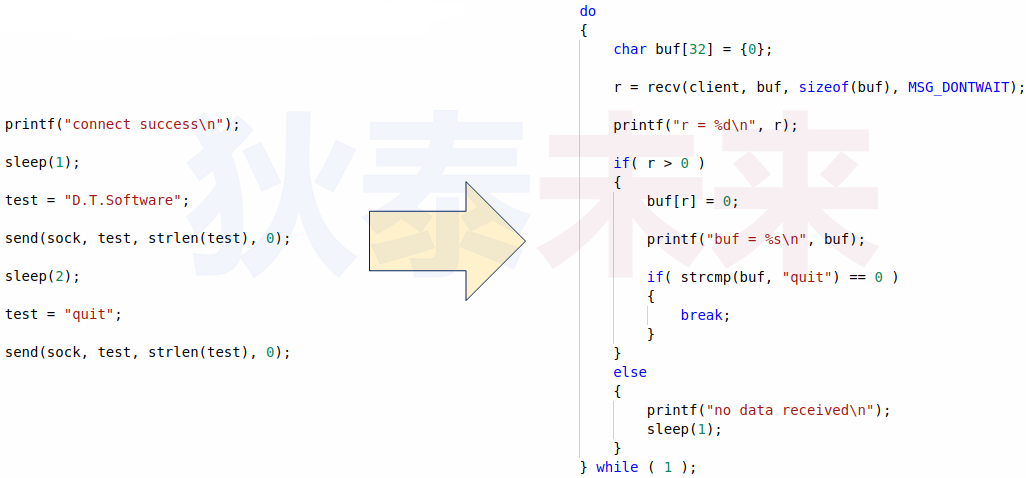 printf("connect success\n");
sleep(1);
test = "D.T.Software";
send(sock, test, strlen(test), 0);
sleep(2);
test = "quit";
send(sock, test, strlen(test), 0);
do
{
char buf[32] = {0};
r = recv(client, buf, sizeof(buf), MSG_DONTWAIT);
printf("r = %d\n", r);
if( r > 0 )
{
buf[r] = 0;
printf("buf = %s\n", buf);
if( strcmp(buf, "quit") == 0 )
{
break;
}
}
else
{
printf("no data received\n");
sleep(1);
}
} while ( 1 );
狄泰未来